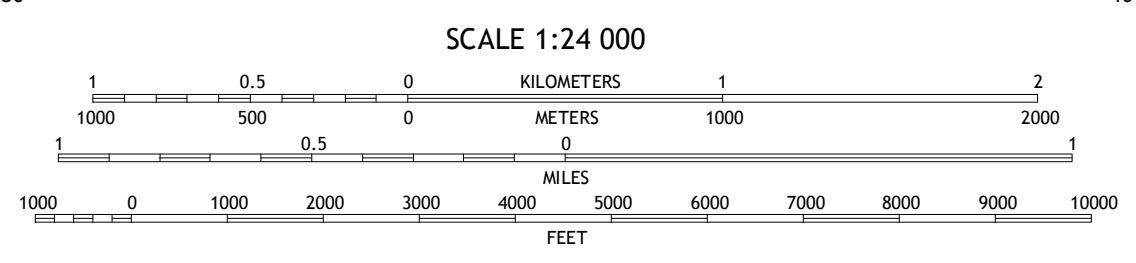 SCALE 1:24 000
1 0.5 0 KILOMETERS 1 2
1000 500 0 METERS 1000 2000
1 0.5 0 1
MILES
1000 0 1000 2000 3000 4000 5000 6000 7000 8000 9000 10000
FEET